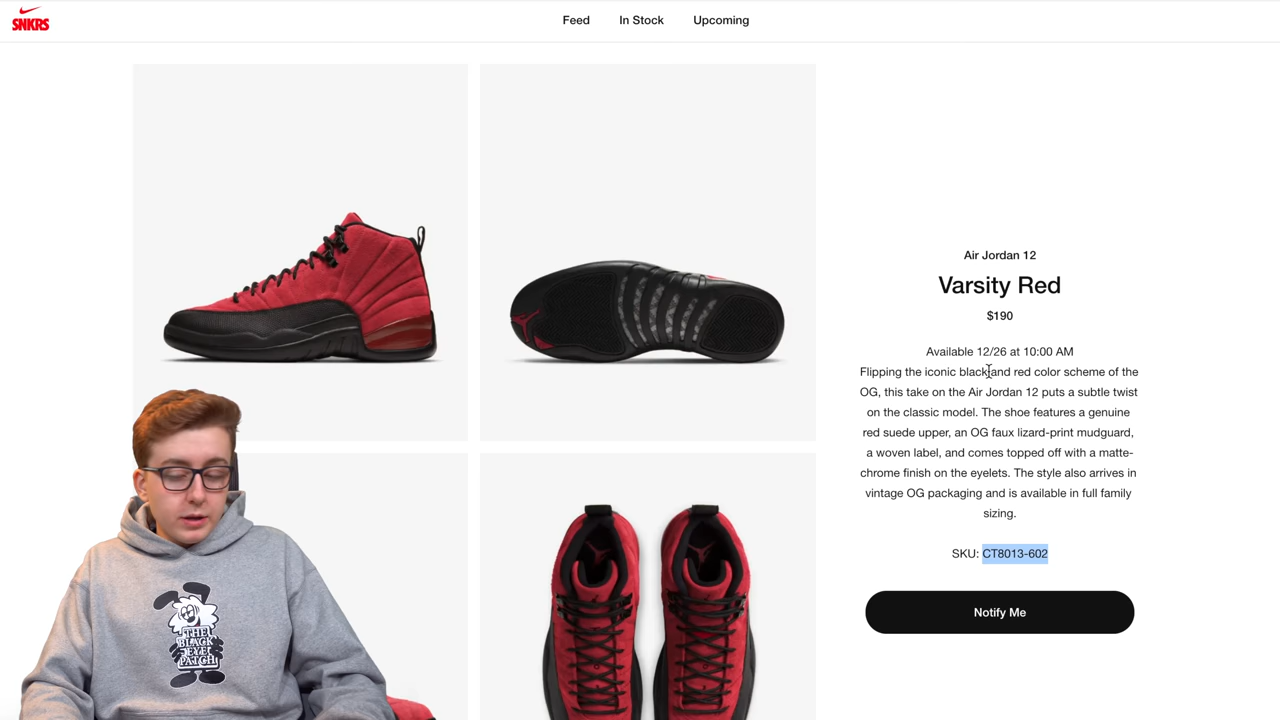 SNKRS
Feed
In Stock
Upcoming
Air Jordan 12
Varsity Red
$190
Available 12/26 at 10:00 AM
Flipping the iconic black and red color scheme of the
OG, this take on the Air Jordan 12 puts a subtle twist
on the classic model. The shoe features a genuine
red suede upper, an OG faux lizard-print mudguard,
a woven label, and comes topped off with a matte-
chrome finish on the eyelets. The style also arrives in
vintage OG packaging and is available in full family
sizing.
SKU: CT8013-602
Notify Me
THE
BLACK
EYE
PATCH